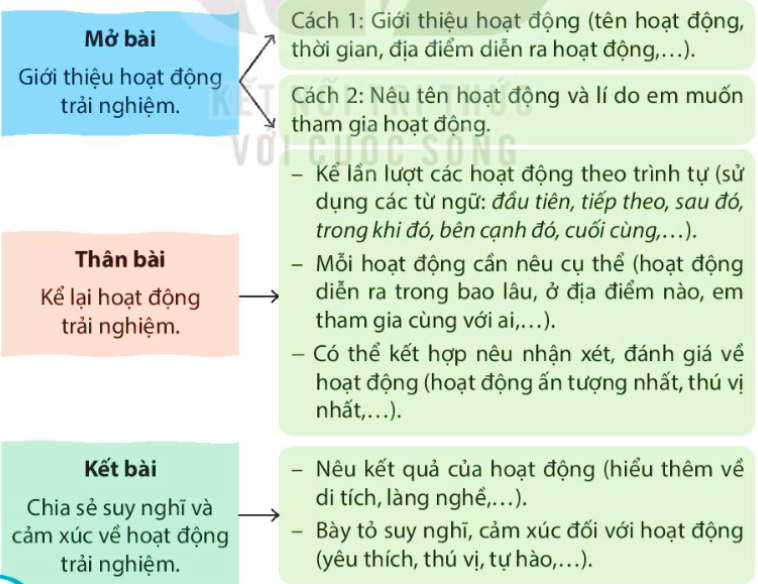 Mở bài
Giới thiệu hoạt động
trải nghiệm.
Cách 1: Giới thiệu hoạt động (tên hoạt động,
thời gian, địa điểm diễn ra hoạt động,...).
Cách 2: Nêu tên hoạt động và lí do em muốn
tham gia hoạt động.
KẾT NỐI TRI THỨC
VỚI CUỘC SỐNG
Thân bài
Kể lại hoạt động
trải nghiệm.
– Kể lần lượt các hoạt động theo trình tự (sử
dụng các từ ngữ: đầu tiên, tiếp theo, sau đó,
trong khi đó, bên cạnh đó, cuối cùng,...).
– Mỗi hoạt động cần nêu cụ thể (hoạt động
diễn ra trong bao lâu, ở địa điểm nào, em
tham gia cùng với ai,...).
– Có thể kết hợp nêu nhận xét, đánh giá về
hoạt động (hoạt động ấn tượng nhất, thú vị
nhất,...).
Kết bài
Chia sẻ suy nghĩ và
cảm xúc về hoạt động
trải nghiệm.
– Nêu kết quả của hoạt động (hiểu thêm về
di tích, làng nghề,...).
– Bày tỏ suy nghĩ, cảm xúc đối với hoạt động
(yêu thích, thú vị, tự hào,...).